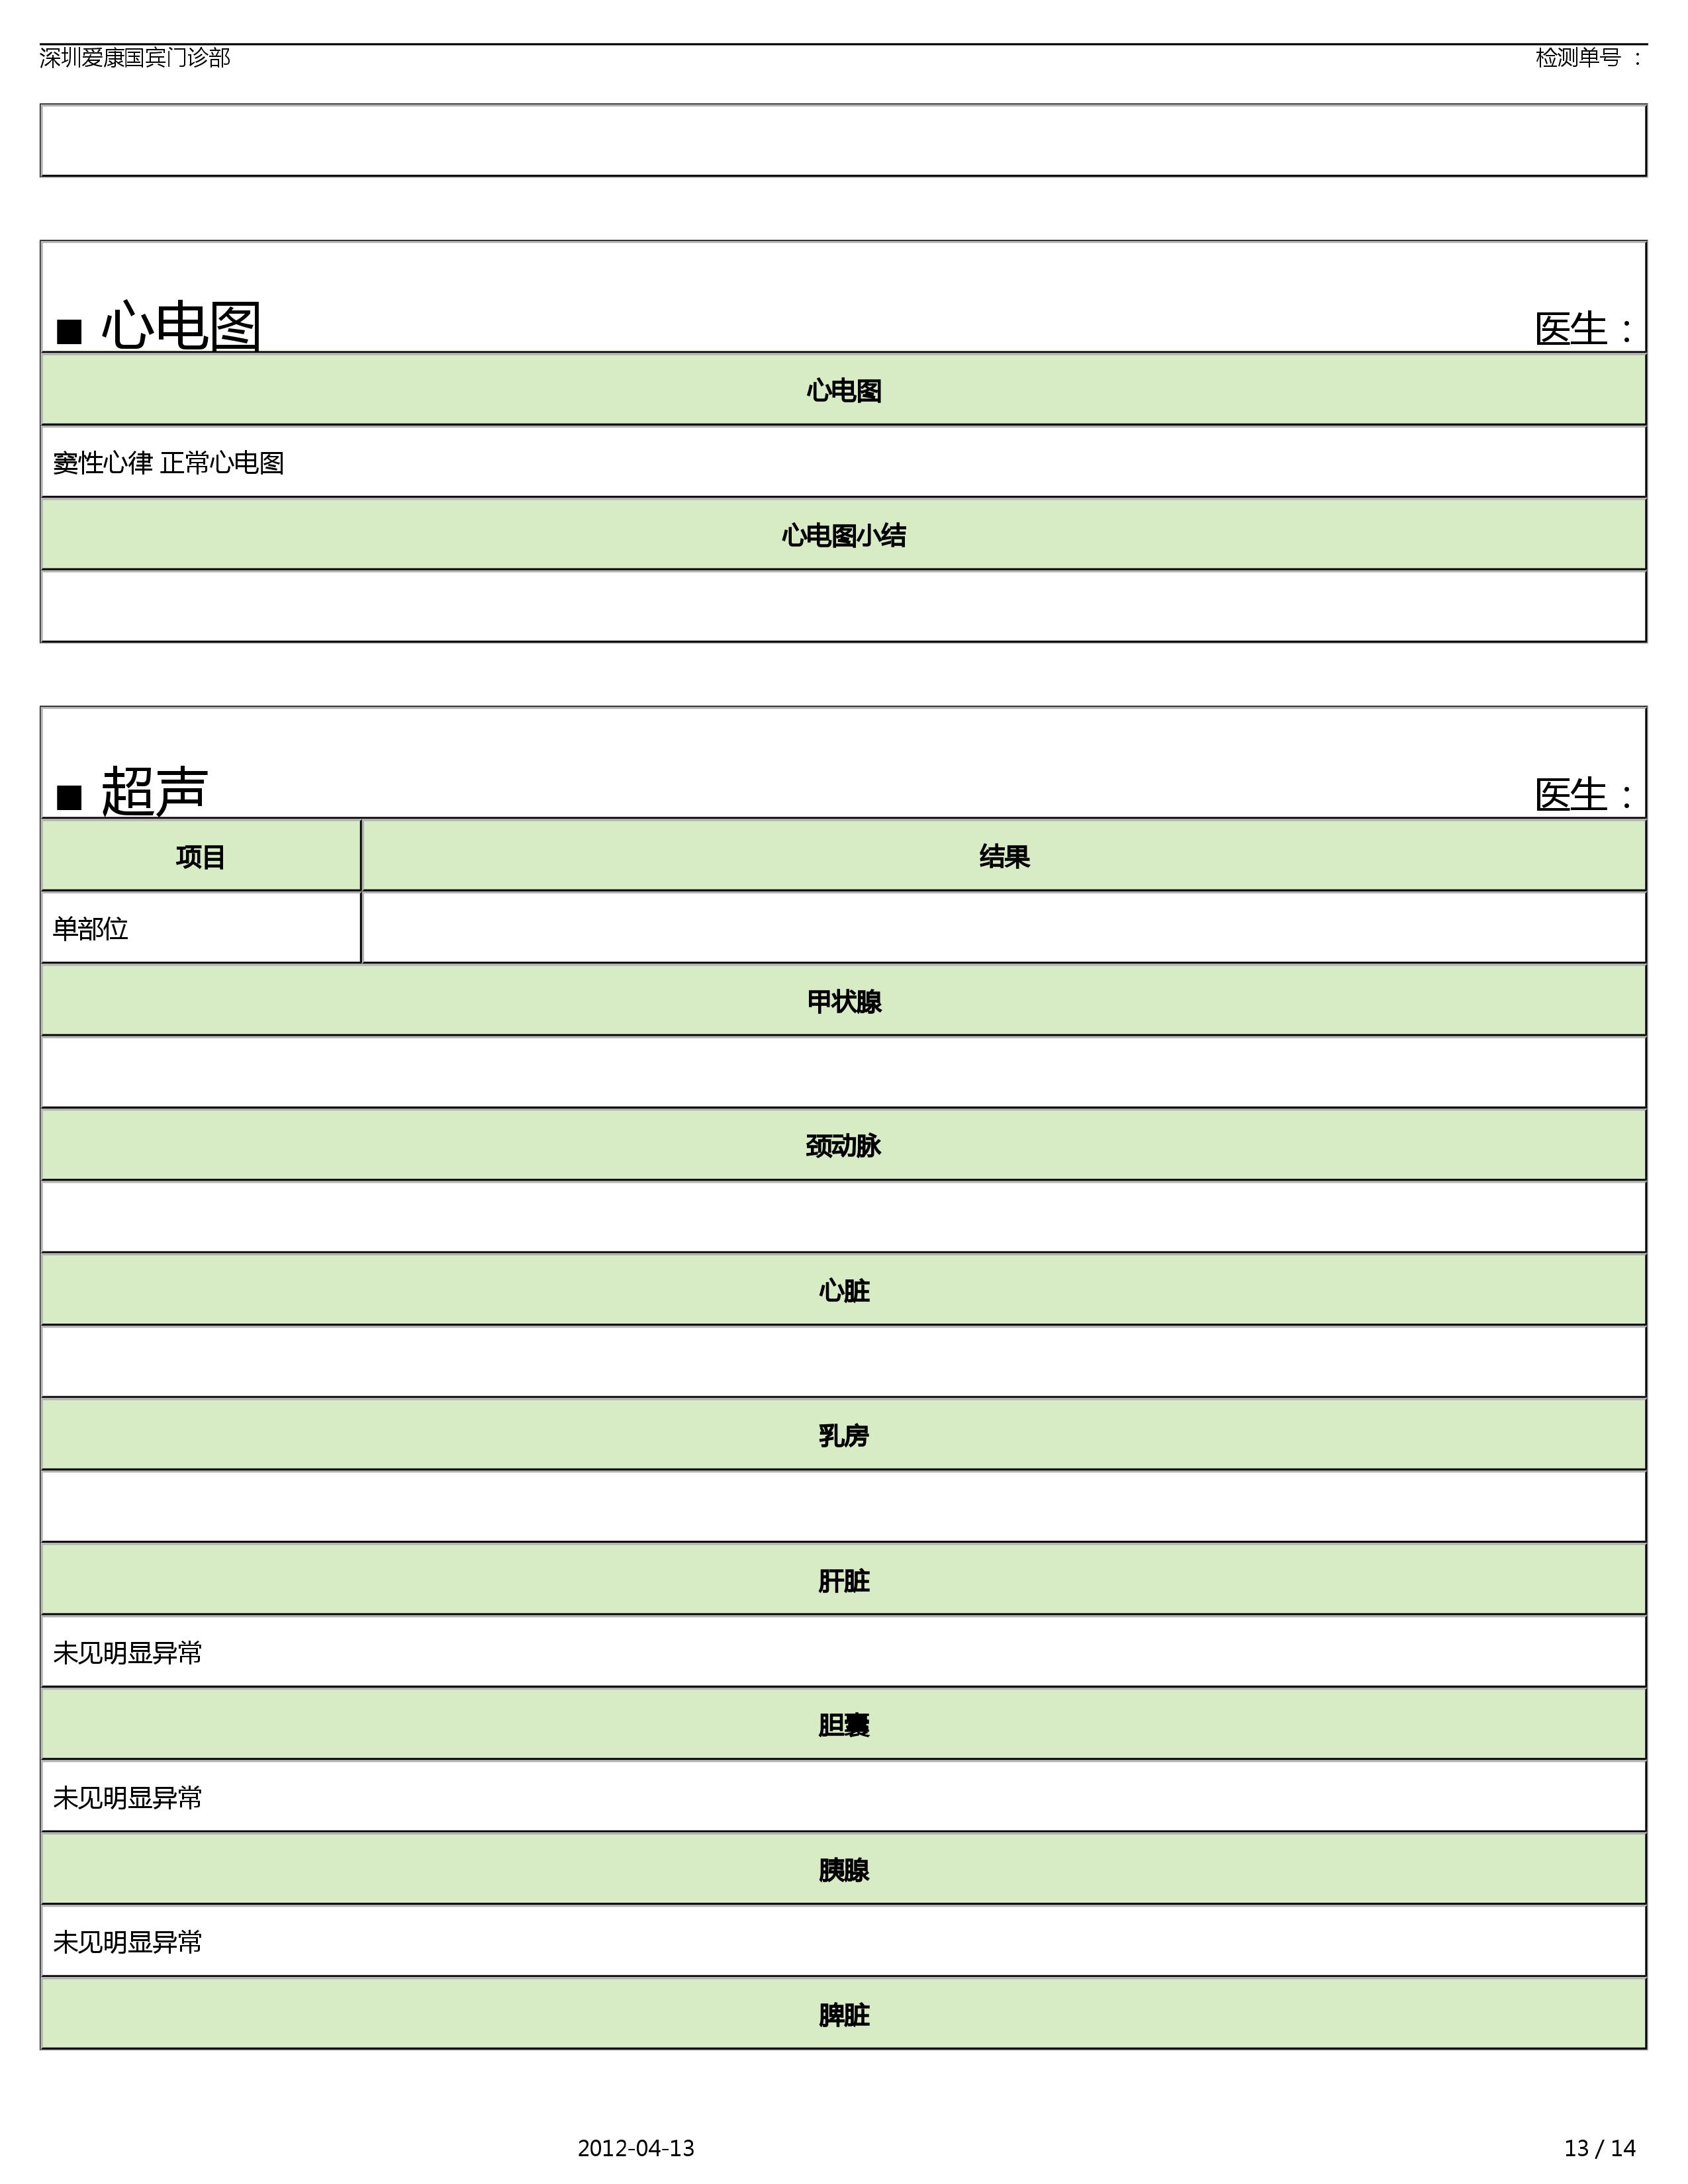 深圳爱康国宾门诊部 检测单号 ：
■ 心电图 医生：
心电图
窦性心律 正常心电图
心电图小结
■ 超声 医生：
项目 结果
单部位
甲状腺
颈动脉
心脏
乳房
肝脏
未见明显异常
胆囊
未见明显异常
胰腺
未见明显异常
脾脏
2012-04-13 13 / 14